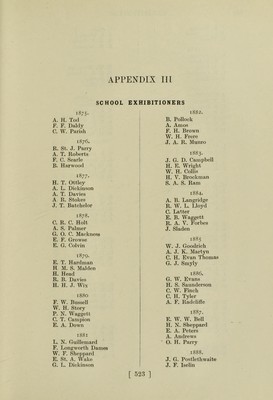 APPENDIX III
SCHOOL EXHIBITIONERS
1875.
A. H. Tod
F. F. Daldy
C. W. Parish
1876.
R. St. J. Parry
A. T. Roberts
F. C. Searle
B. Harwood
1877.
H. T. Ottley
A. L. Dickinson
A. T. Davies
A. B. Stoker
J. T. Batchelor
1878.
C. R. C. Holt
A. S. Palmer
G. O. C. Mackness
E. F. Growse
E. G. Colvin
1879.
E. T. Hardman
H. M. S. Malden
H. Head
R. B. Davies
H. H. J. Wix
1880
F. W. Bussell
W. H. Story
P. N. Waggett
C. T. Campion
E. A. Down
1881
L. N. Guillemard
F. Longworth Dames
W. F. Sheppard
E. St. A. Wake
G. L. Dickinson
1882.
B. Pollock
A. Amos
F. H. Brown
W. H. Frere
J. A. R. Munro
1883.
J. G. D. Campbell
H. E. Wright
W. H. Collis
H. V. Brockman
S. A. S. Ram
1884.
A. B. Langridge
R. W. L. Lloyd
C. Latter
E. R. Waggett
R. A. V. Forbes
J. Sladen
1885
W. J. Goodrich
A. J. K. Martyn
C. H. Evan Thomas
G. J. Smyly
1886.
G. W. Evans
H. S. Saunderson
C. W. Finch
C. H. Tyler
A. F. Radcliffe
1887.
E. W. W. Bell
H. N. Sheppard
E. A. Peters
A. Andrews
O. H. Parry
1888.
J. G. Postlethwaite
J. F. Iselin
[ 523 ]